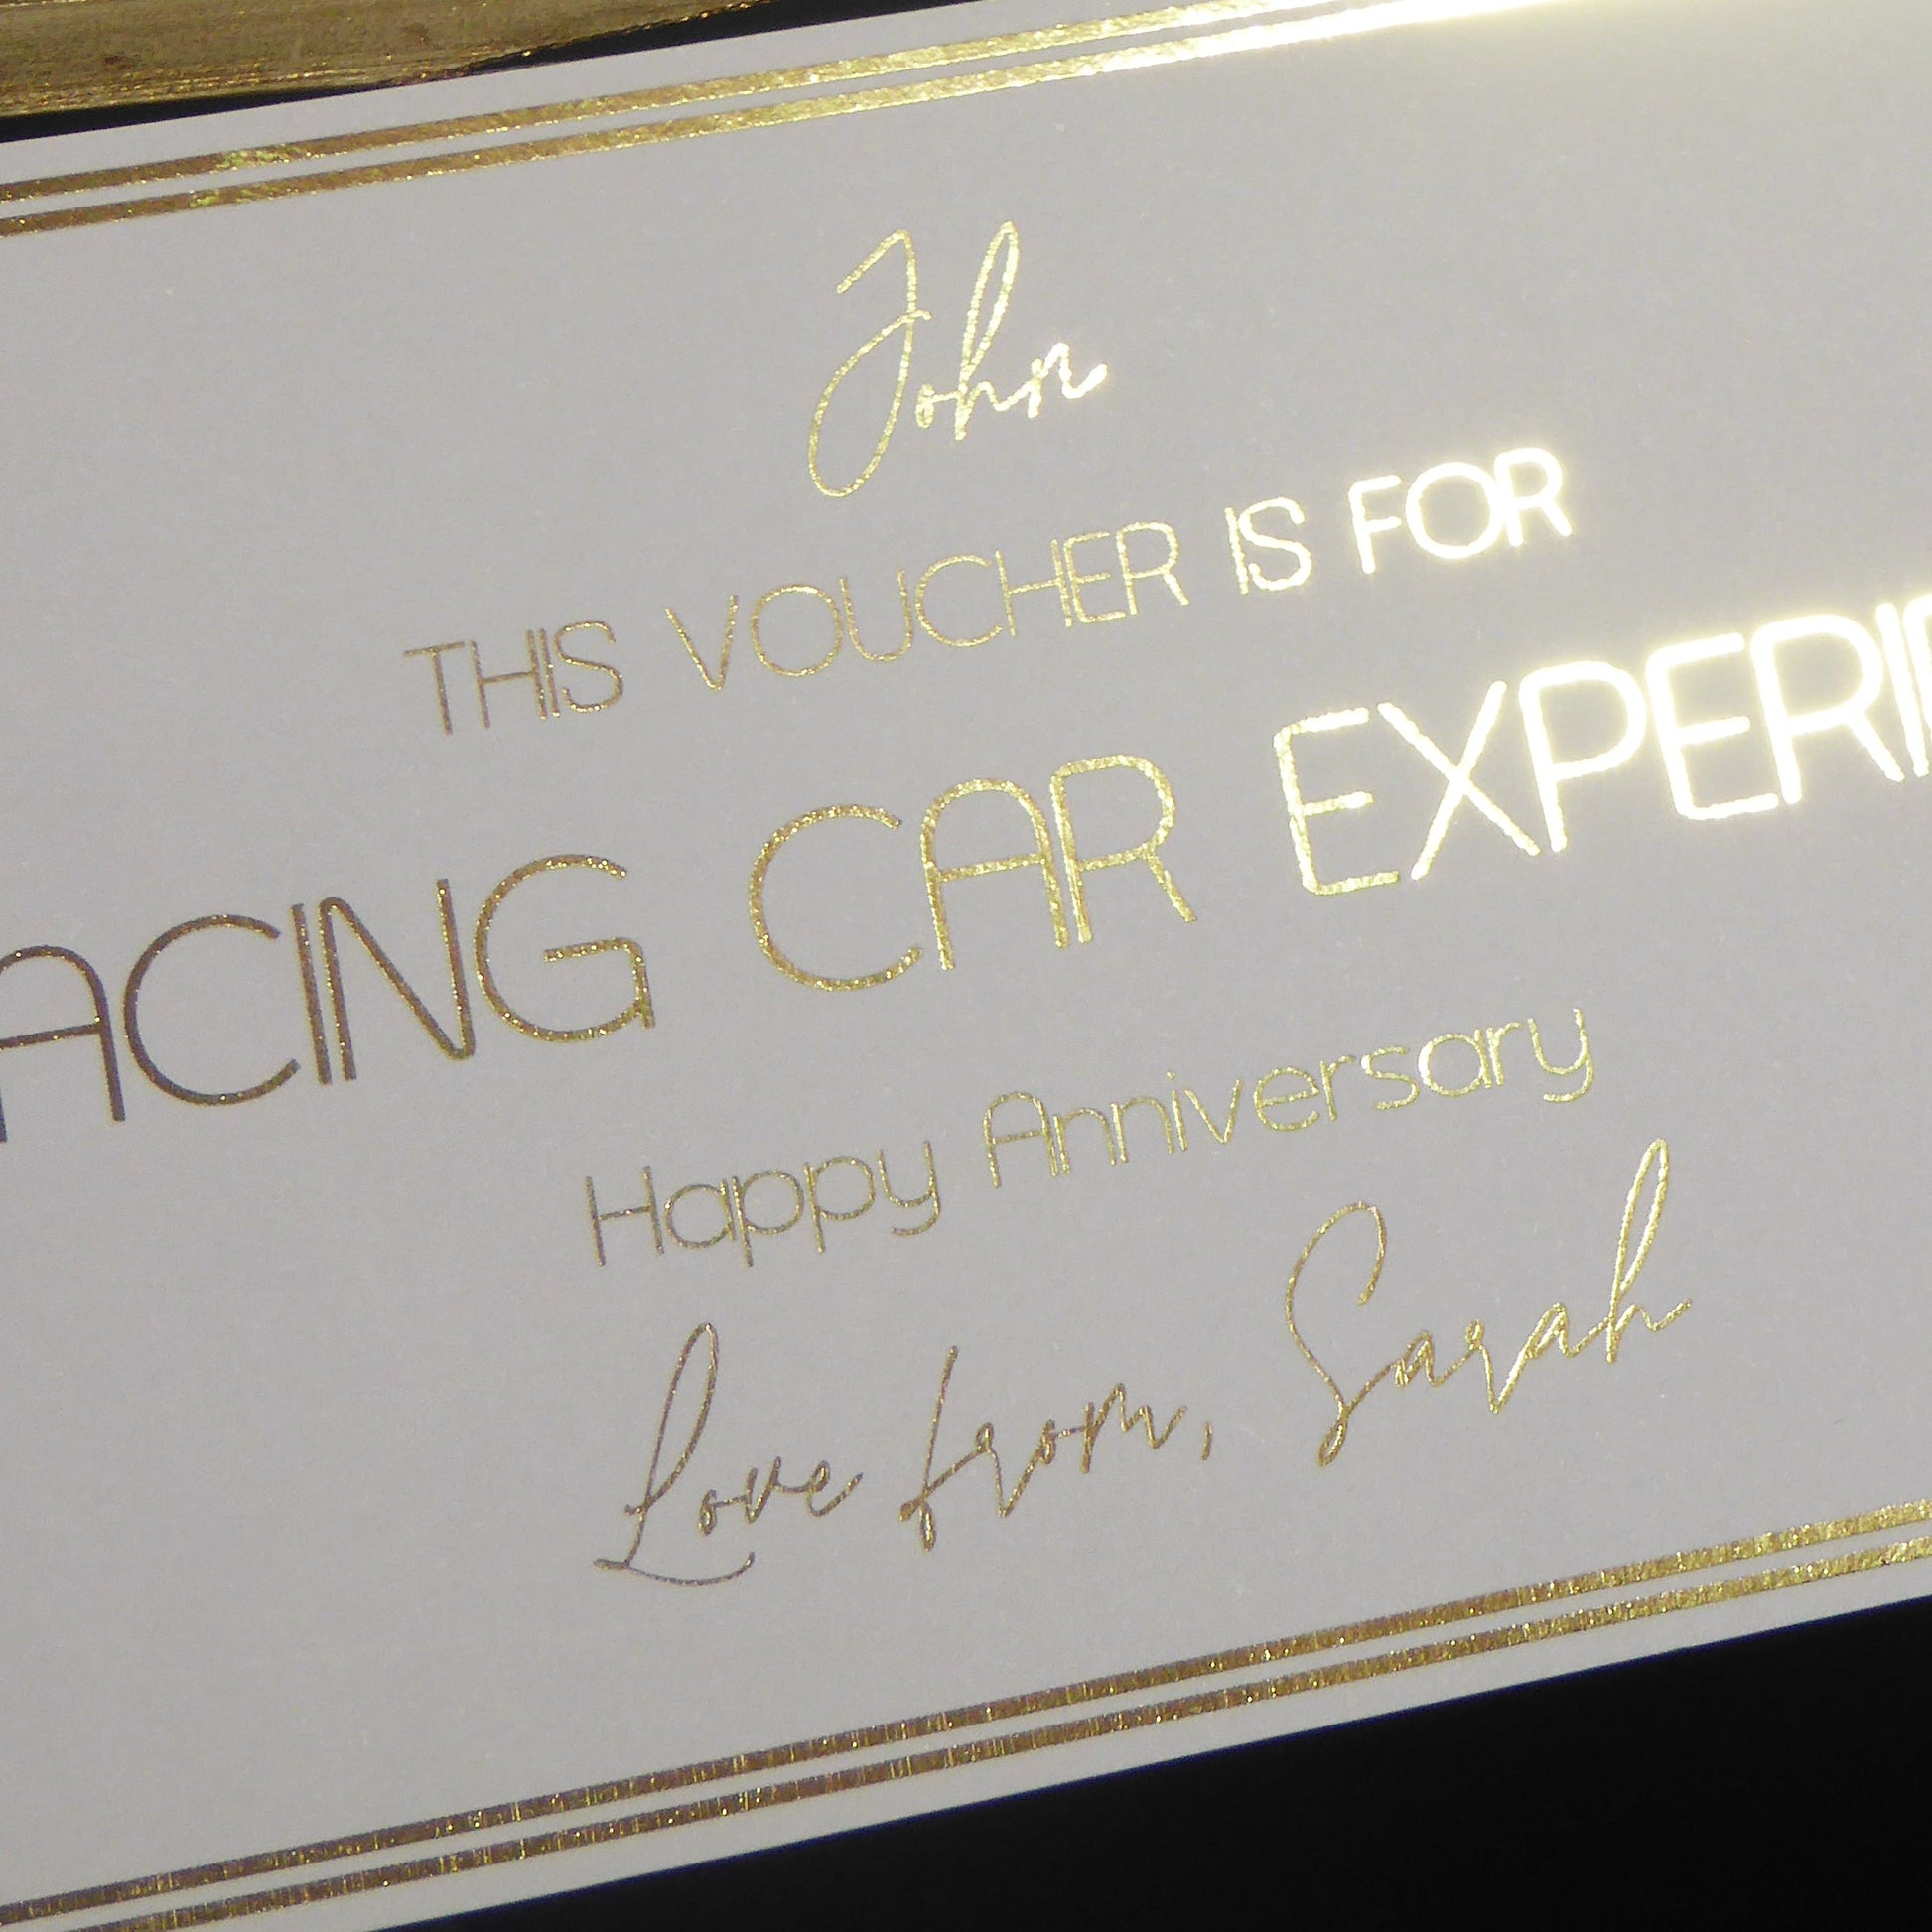 John
THIS VOUCHER IS FOR
ACING CAR EXPERI
Happy Anniversary
Love from, Sarah